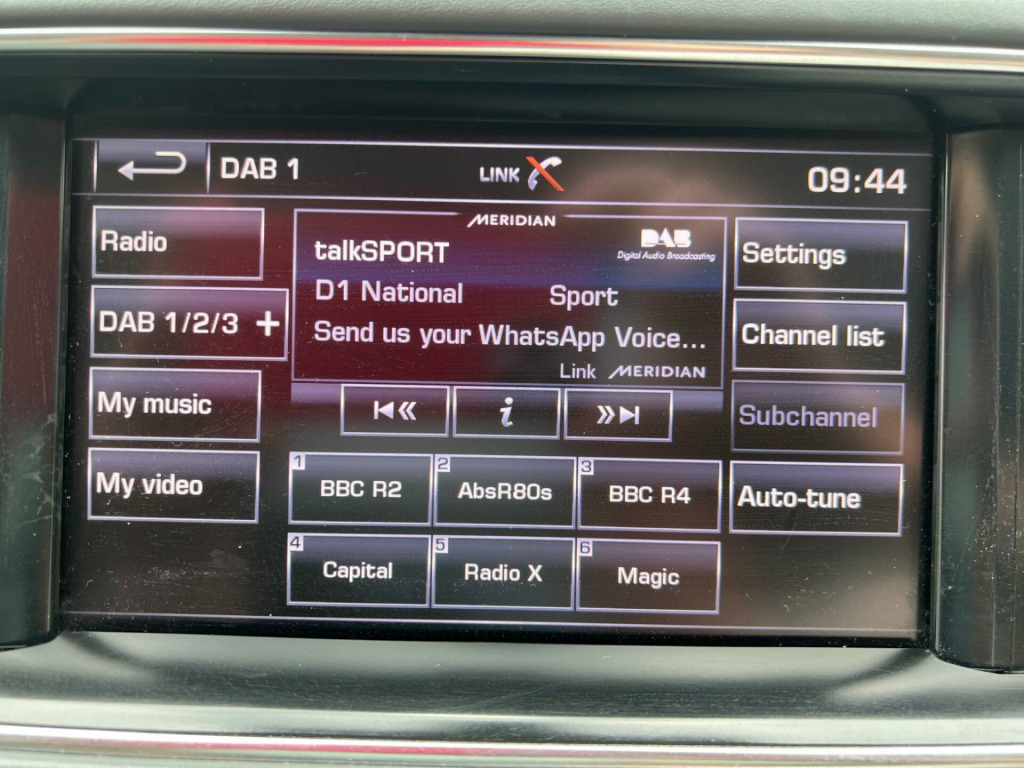 DAB 1
LINK
09:44
Radio
DAB 1/2/3 +
My music
My video
MERIDIAN
talkSPORT
DAB
Digital Audio Broadcasting
D1 National Sport
Send us your WhatsApp Voice...
Link MERIDIAN
i
1 BBC R2
2 AbsR80s
3 BBC R4
4 Capital
5 Radio X
6 Magic
Settings
Channel list
Subchannel
Auto-tune